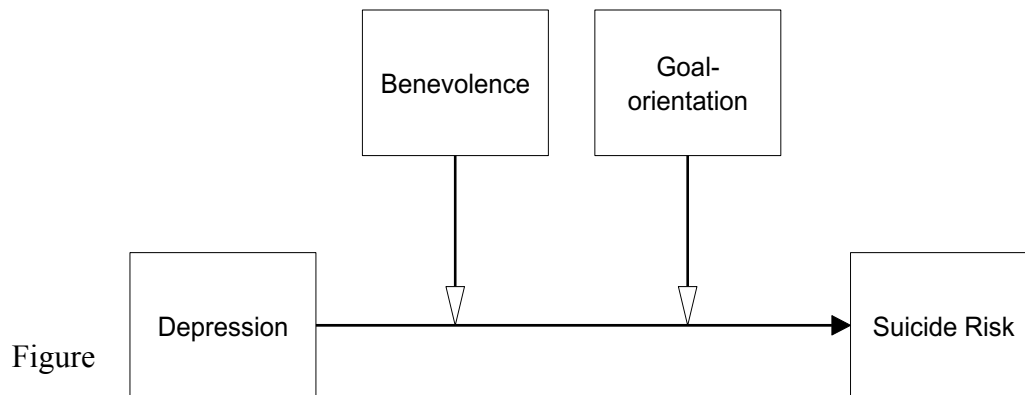 Benevolence
Goal-
orientation
Depression
Suicide Risk
Figure